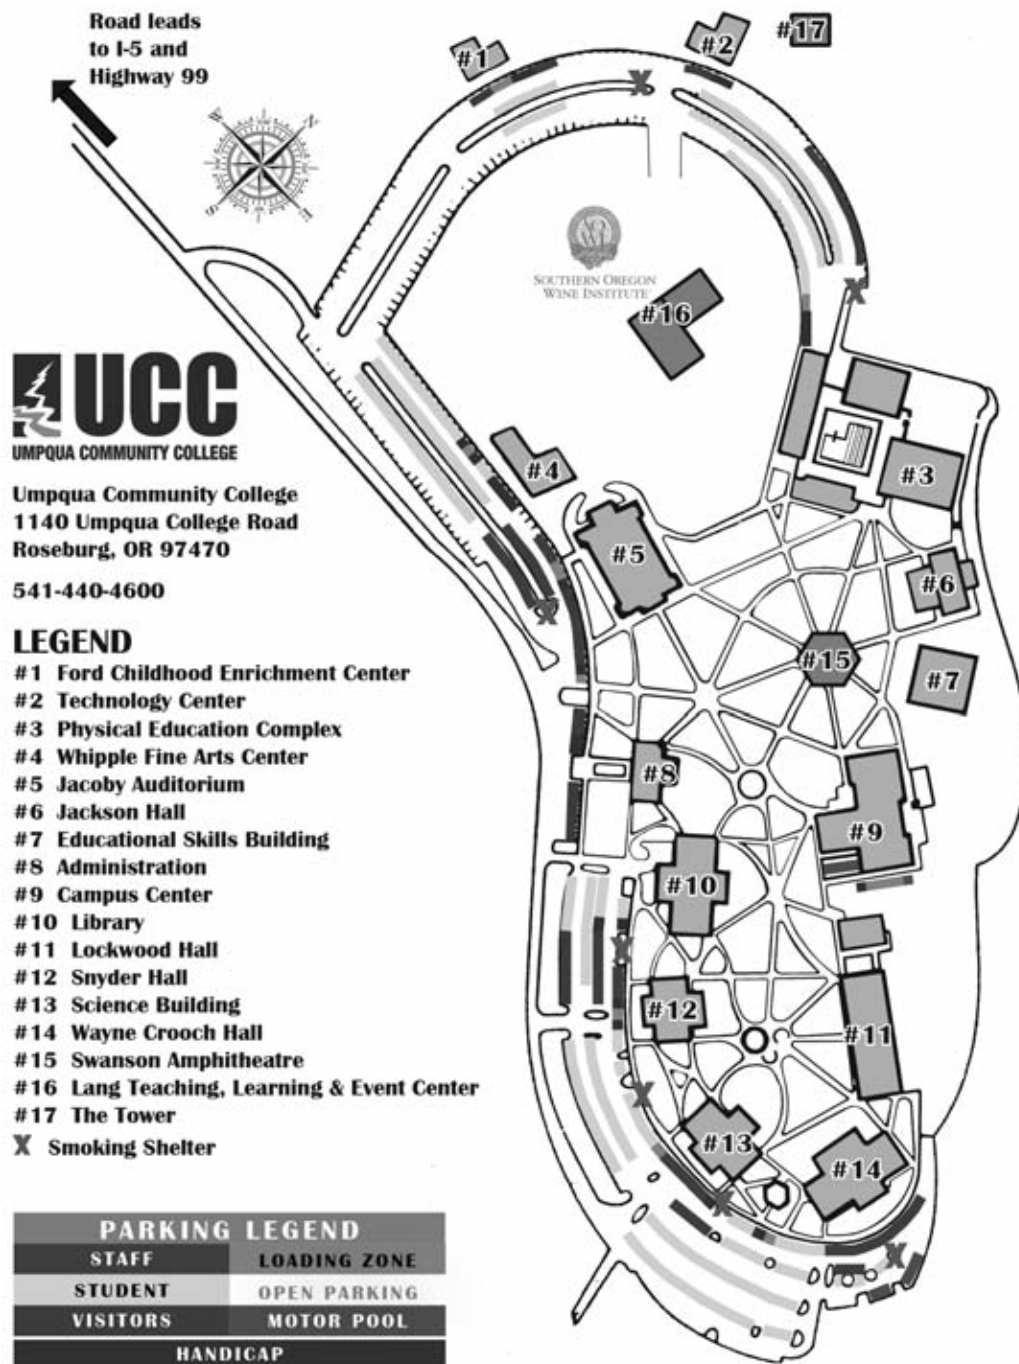 Road leads
to I-5 and
Highway 99
W
N
S
E
#1
#2
#17
SOUTHERN OREGON
WINE INSTITUTE
#16
UCC
UMPQUA COMMUNITY COLLEGE
Umpqua Community College
1140 Umpqua College Road
Roseburg, OR 97470
541-440-4600
#4
#3
#5
#6
#15
#7
#8
#9
#10
#12
#11
#13
#14
LEGEND
#1 Ford Childhood Enrichment Center
#2 Technology Center
#3 Physical Education Complex
#4 Whipple Fine Arts Center
#5 Jacoby Auditorium
#6 Jackson Hall
#7 Educational Skills Building
#8 Administration
#9 Campus Center
#10 Library
#11 Lockwood Hall
#12 Snyder Hall
#13 Science Building
#14 Wayne Crooch Hall
#15 Swanson Amphitheatre
#16 Lang Teaching, Learning & Event Center
#17 The Tower
X Smoking Shelter
PARKING LEGEND
STAFF LOADING ZONE
STUDENT OPEN PARKING
VISITORS MOTOR POOL
HANDICAP